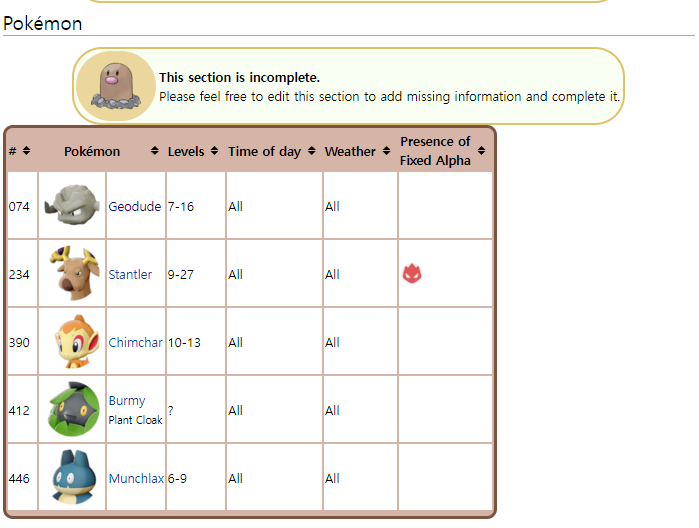 Pokémon
This section is incomplete.
Please feel free to edit this section to add missing information and complete it.
# Pokémon Levels Time of day Weather Presence of
Fixed Alpha
074 Geodude 7-16 All All
234 Stantler 9-27 All All
390 Chimchar 10-13 All All
412 Burmy ? All All
Plant Cloak
446 Munchlax 6-9 All All